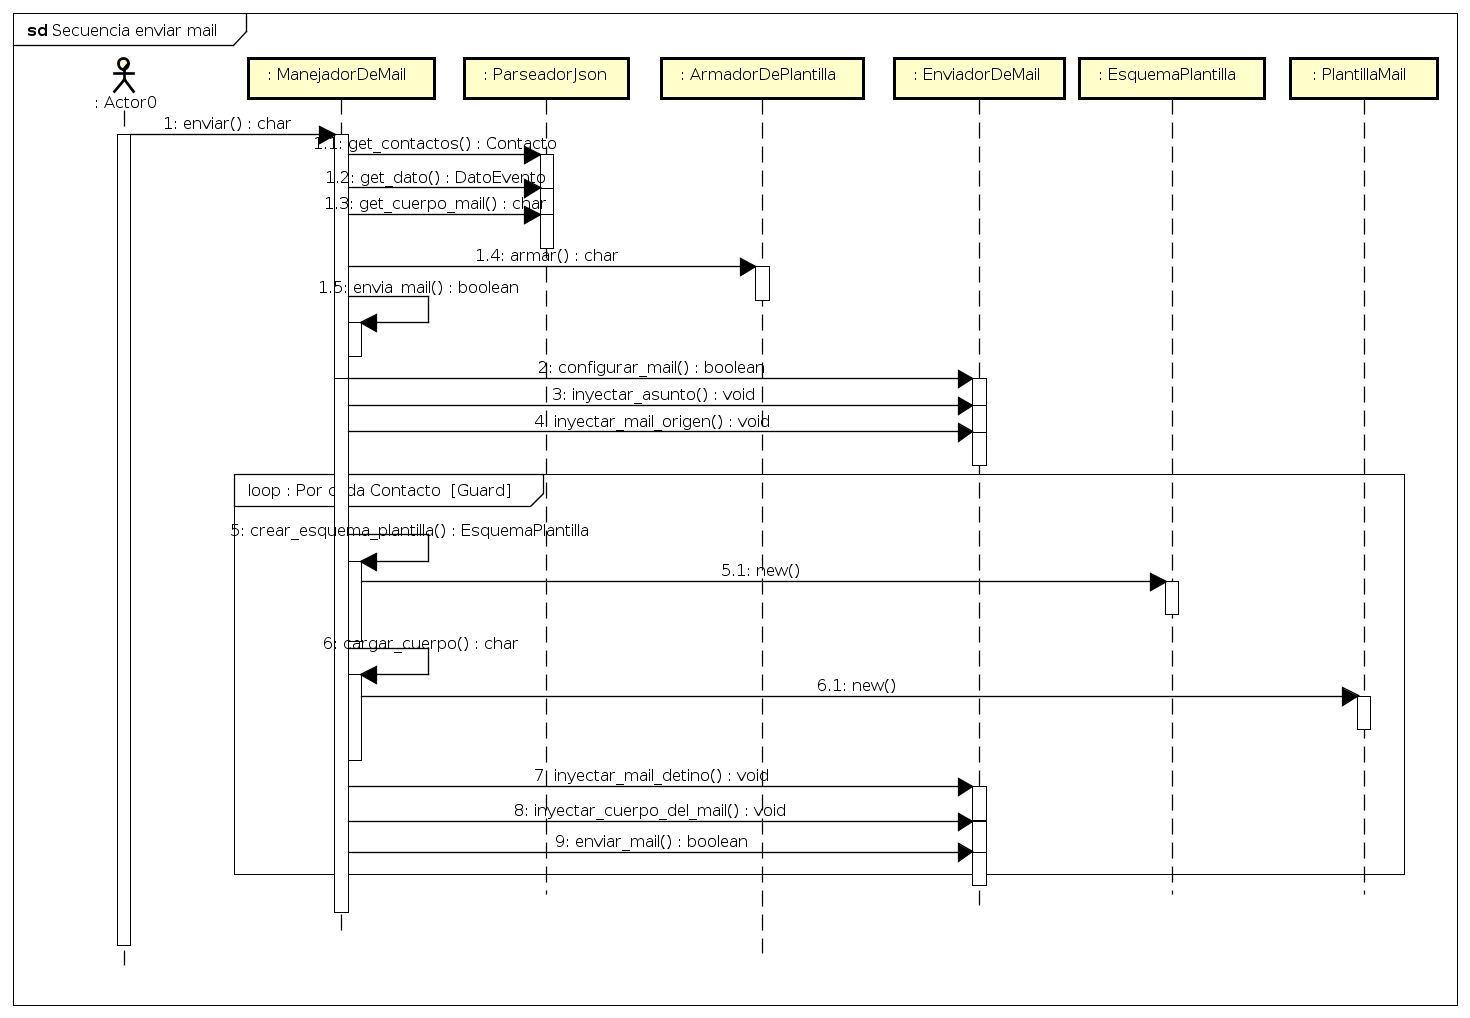 sd Secuencia enviar mail
: Actor0
: ManejadorDeMail
: ParseadorJson
: ArmadorDePlantilla
: EnviadorDeMail
: EsquemaPlantilla
: PlantillaMail
1: enviar() : char
1.1: get_contactos() : Contacto
1.2: get_dato() : DatoEvento
1.3: get_cuerpo_mail() : char
1.4: armar() : char
1.5: envia_mail() : boolean
2: configurar_mail() : boolean
3: inyectar_asunto() : void
4: inyectar_mail_origen() : void
loop : Por cada Contacto [Guard]
5: crear_esquema_plantilla() : EsquemaPlantilla
5.1: new()
6: cargar_cuerpo() : char
6.1: new()
7: inyectar_mail_detino() : void
8: inyectar_cuerpo_del_mail() : void
9: enviar_mail() : boolean